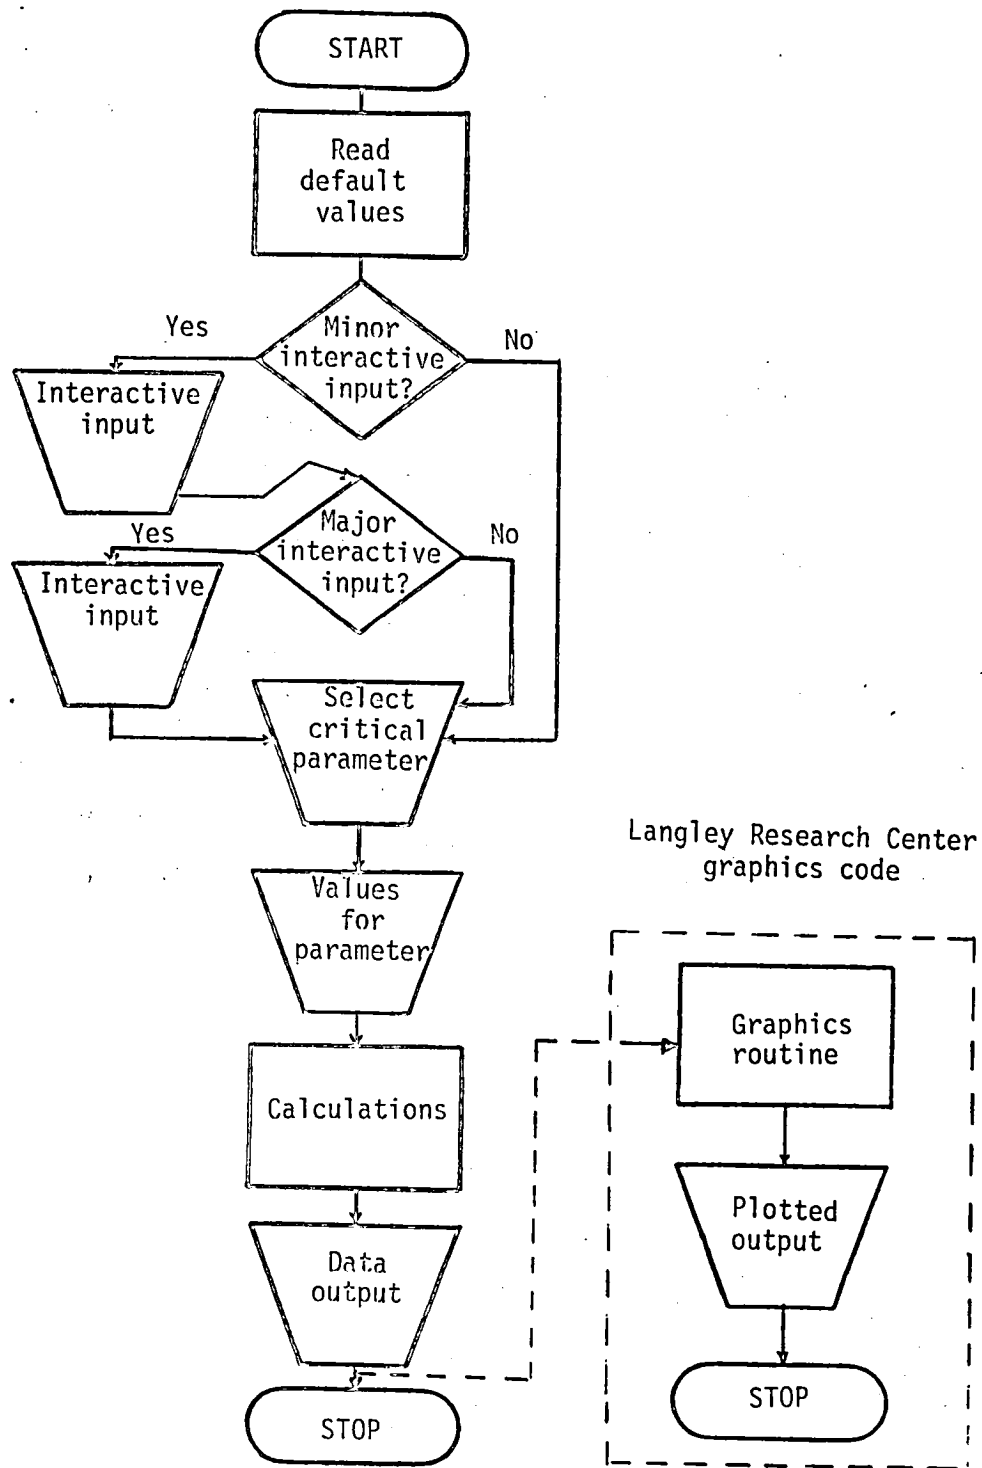 START
Read
default
values
Yes
Minor
interactive
input?
No
Interactive
input
Yes
Major
interactive
input?
No
Interactive
input
Select
critical
parameter
Values
for
parameter
Calculations
Data
output
STOP
Langley Research Center
graphics code
Graphics
routine
Plotted
output
STOP